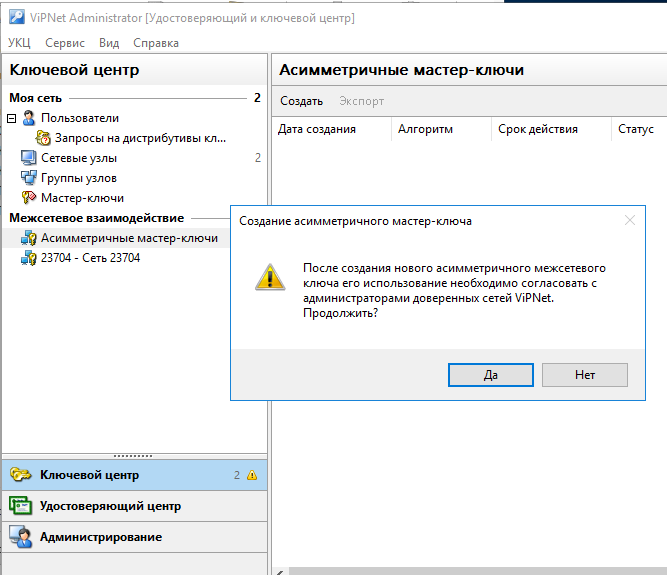 ViPNet Administrator [Удостоверяющий и ключевой центр]
УКЦ Сервис Вид Справка
Ключевой центр
Моя сеть 2
Пользователи
Запросы на дистрибутивы кл...
Сетевые узлы 2
Группы узлов
Мастер-ключи
Межсетевое взаимодействие
Асимметричные мастер-ключи
23704 - Сеть 23704
Асимметричные мастер-ключи
Создать Экспорт
Дата создания Алгоритм Срок действия Статус
Создание асимметричного мастер-ключа
После создания нового асимметричного межсетевого
ключа его использование необходимо согласовать с
администраторами доверенных сетей ViPNet.
Продолжить?
Да Нет
Ключевой центр 2
Удостоверяющий центр
Администрирование